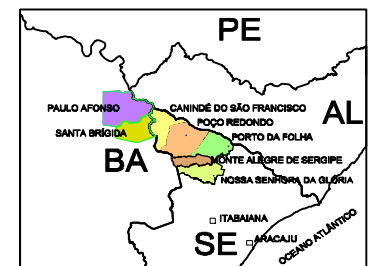 PE
PAULO AFONSO
CANINDÉ DO SÃO FRANCISCO
AL
POÇO REDONDO
SANTA BRÍGIDA
PORTO DA FOLHA
BA
MONTE ALEGRE DE SERGIPE
NOSSA SENHORA DA GLÓRIA
ITABAIANA
SE
ARACAJU
OCEANO ATLÂNTICO